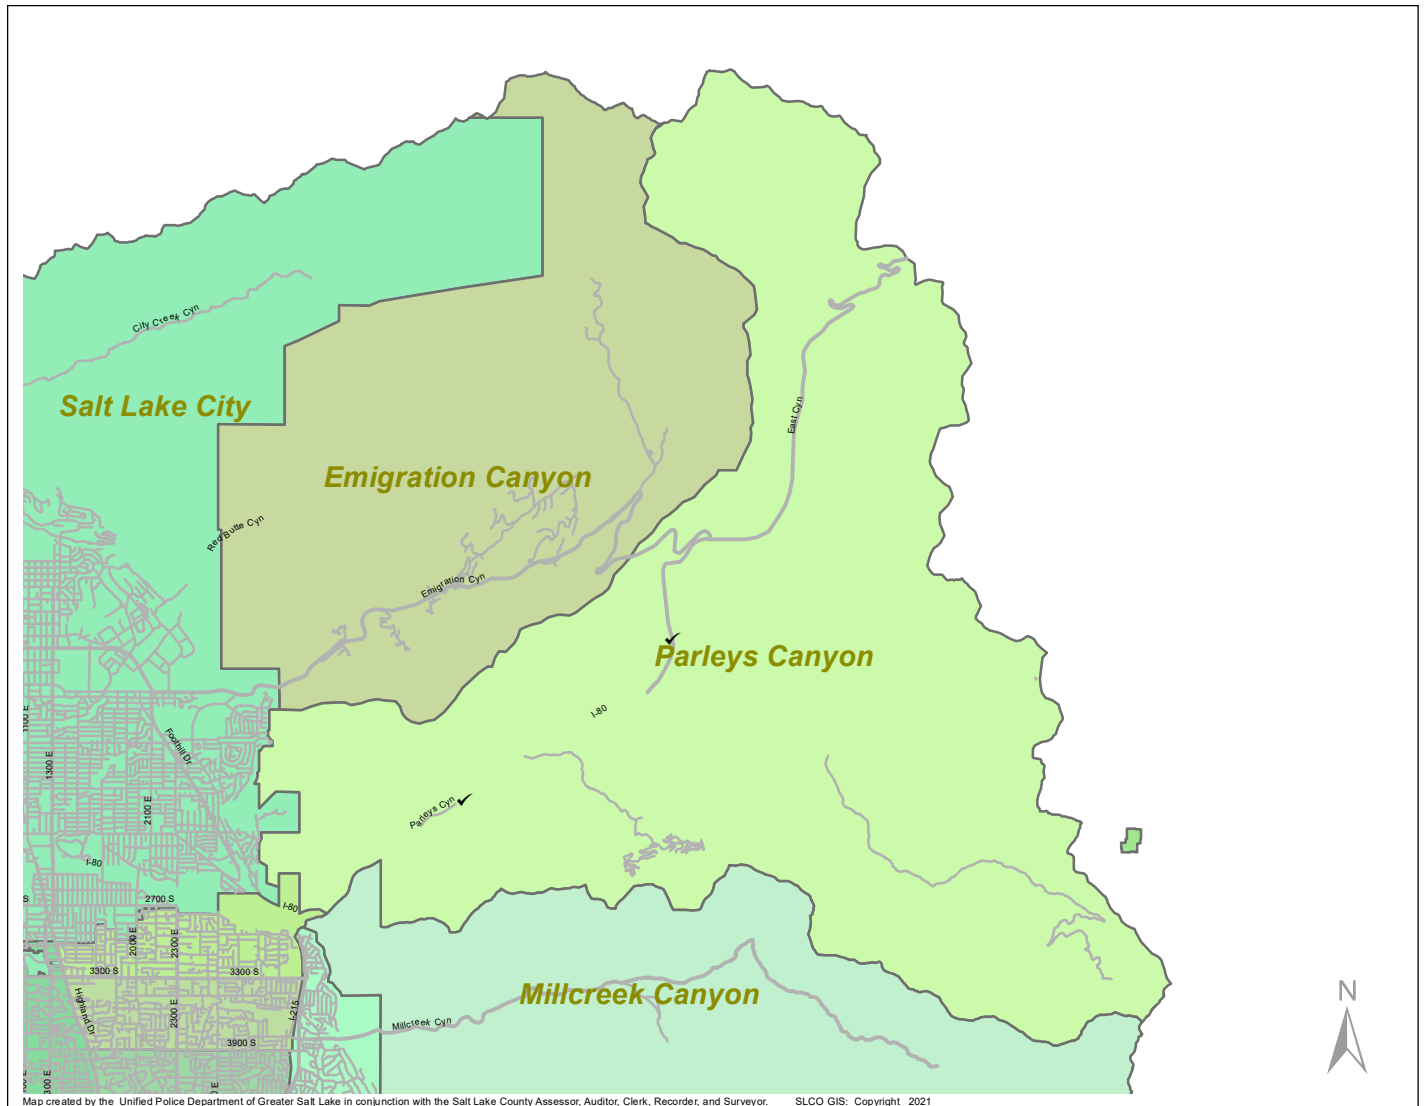 City Creek Cyn
Salt Lake City
East Cyn
Emigration Canyon
Red Butte Cyn
Emigration Cyn
Parleys Canyon
I-80
1100 E
Foothill Dr
1300 E
2100 E
Parleys Cyn
I-80
S
2700 S
I-80
2000 E
2300 E
3300 S
3300 S
Millcreek Canyon
N
Highland Dr
2300 E
I-215
Millcreek Cyn
3900 S
300 E
E
Map created by the Unified Police Department of Greater Salt Lake in conjunction with the Salt Lake County Assessor, Auditor, Clerk, Recorder, and Surveyor. SLCO GIS: Copyright 2021